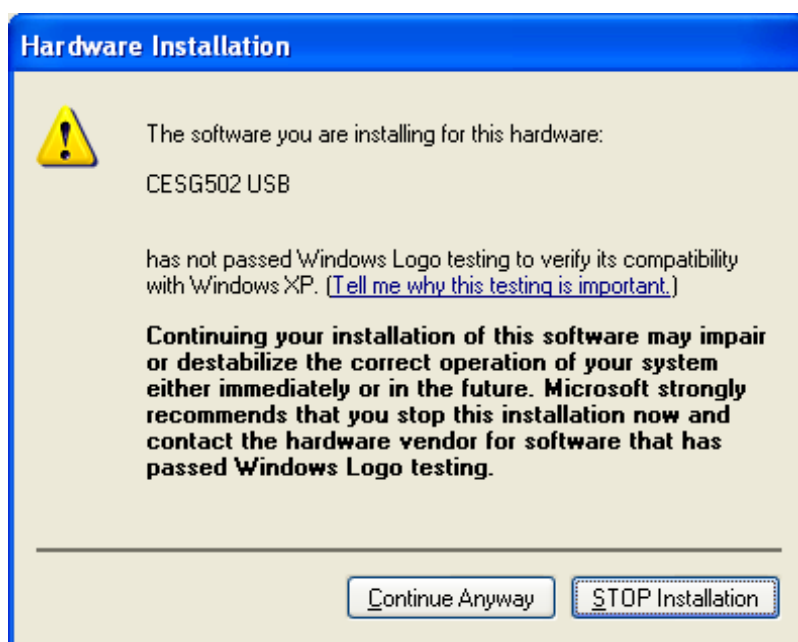 Hardware Installation
The software you are installing for this hardware:
CESG502 USB
has not passed Windows Logo testing to verify its compatibility
with Windows XP. (Tell me why this testing is important.)
Continuing your installation of this software may impair
or destabilize the correct operation of your system
either immediately or in the future. Microsoft strongly
recommends that you stop this installation now and
contact the hardware vendor for software that has
passed Windows Logo testing.
Continue Anyway
STOP Installation